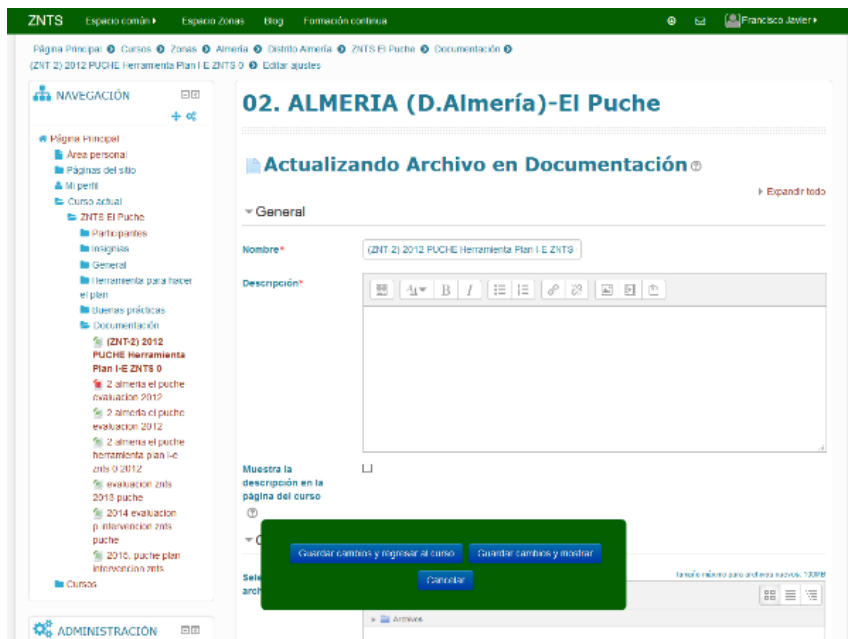 ZNTS Espacio común Espacio Zonas Blog Formación continua Francisco Javier
Página Principal Cursos Zonas Almería Distrito Almería ZNTS El Puche Documentación
(ZNT 2) 2012 PUCHE Herramienta Plan I-E ZNTS 0 Editar ajustes
NAVEGACIÓN
Página Principal
Área personal
Páginas del sitio
Mi perfil
Curso actual
ZNTS El Puche
Participantes
Insignias
General
Herramienta para hacer
el plan
Buenas prácticas
Documentación
(ZNT-2) 2012
PUCHE Herramienta
Plan I-E ZNTS 0
2 almeria el puche
evaluacion 2012
2 almeria el puche
evaluacion 2012
2 almeria el puche
herramienta plan i-e
znts 0 2012
evaluacion znts
2013 puche
2014 evaluacion
p intervencion znts
puche
2015. puche plan
intervencion znts
Cursos
ADMINISTRACIÓN
02. ALMERIA (D.Almería)-El Puche
Actualizando Archivo en Documentación
Expandir todo
General
Nombre*
(ZNT-2) 2012 PUCHE Herramienta Plan I-E ZNTS
Descripción*
Muestra la
descripción en la
página del curso
Guardar cambios y regresar al curso Guardar cambios y mostrar
Cancelar
tamaño máximo para archivos nuevos: 100MB
Archivos